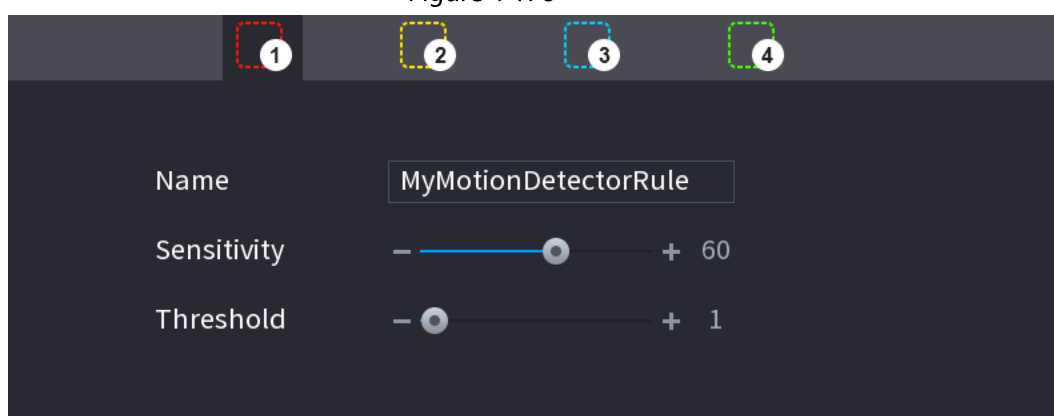 1 2 3 4
Name MyMotionDetectorRule
Sensitivity − + 60
Threshold − + 1